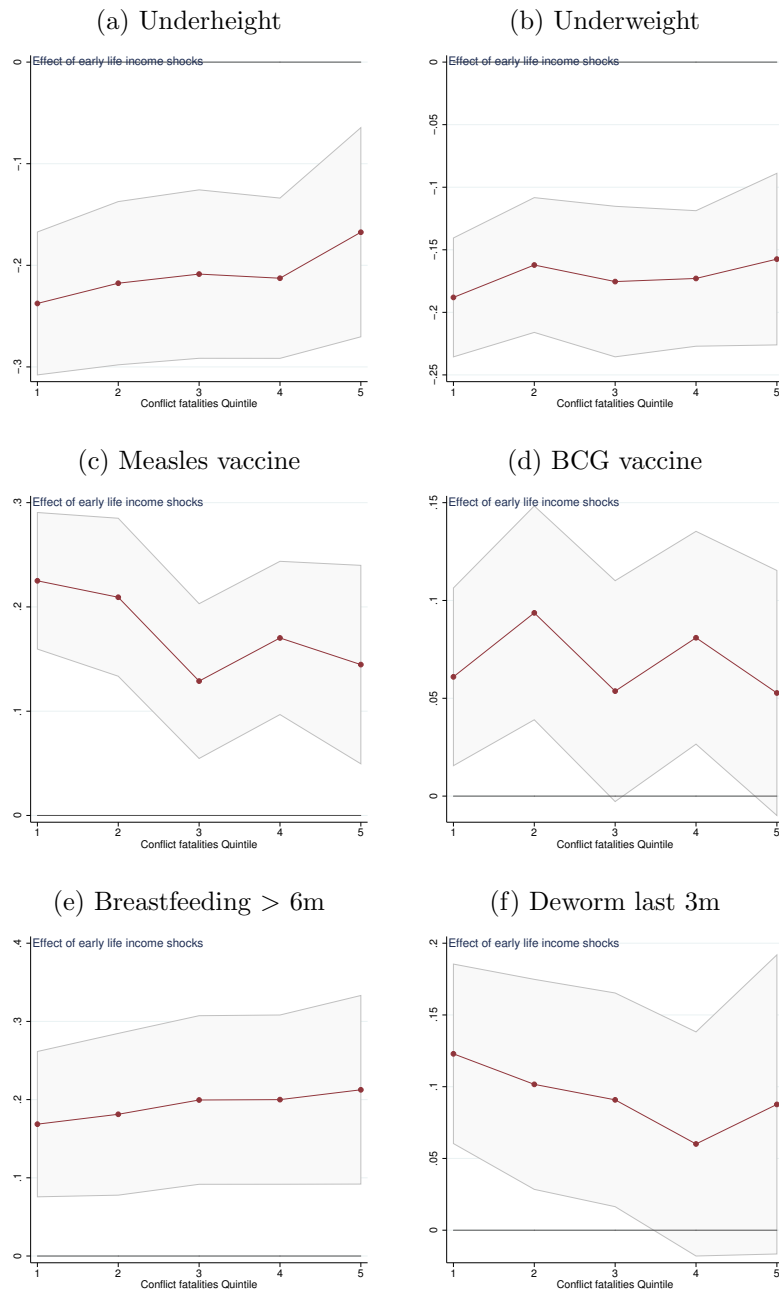 (a) Underheight
Effect of early life income shocks
0
-.1
-.2
-.3
1 2 3 4 5
Conflict fatalities Quintile
(b) Underweight
Effect of early life income shocks
0
-.05
-.1
-.15
-.2
-.25
1 2 3 4 5
Conflict fatalities Quintile
(c) Measles vaccine
Effect of early life income shocks
.3
.2
.1
0
1 2 3 4 5
Conflict fatalities Quintile
(d) BCG vaccine
Effect of early life income shocks
.15
.1
.05
0
1 2 3 4 5
Conflict fatalities Quintile
(e) Breastfeeding > 6m
Effect of early life income shocks
.4
.3
.2
.1
0
1 2 3 4 5
Conflict fatalities Quintile
(f) Deworm last 3m
Effect of early life income shocks
.2
.15
.1
.05
0
1 2 3 4 5
Conflict fatalities Quintile